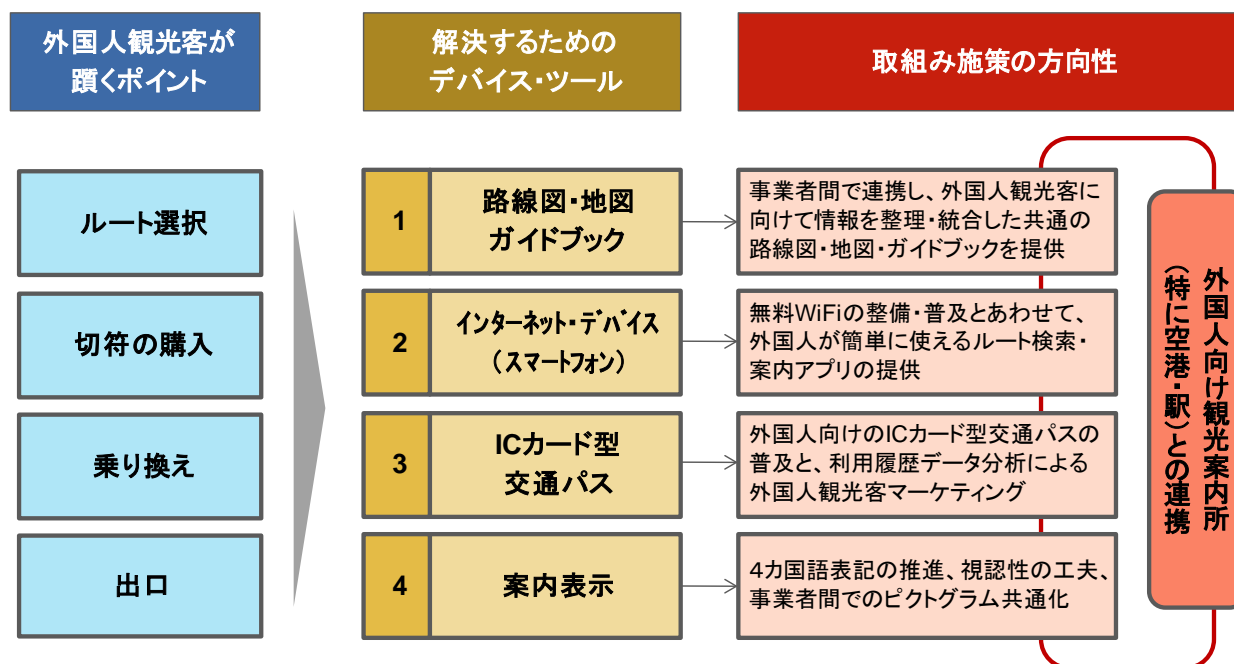 外国人観光客が
躓くポイント
解決するための
デバイス・ツール
取組み施策の方向性
ルート選択
切符の購入
乗り換え
出口
1
路線図・地図
ガイドブック
事業者間で連携し、外国人観光客に
向けて情報を整理・統合した共通の
路線図・地図・ガイドブックを提供
2
インターネット・デバイス
（スマートフォン）
無料WiFiの整備・普及とあわせて、
外国人が簡単に使えるルート検索・
案内アプリの提供
3
ICカード型
交通パス
外国人向けのICカード型交通パスの
普及と、利用履歴データ分析による
外国人観光客マーケティング
4
案内表示
4カ国語表記の推進、視認性の工夫、
事業者間でのピクトグラム共通化
外国人向け観光案内所
（特に空港・駅）との連携